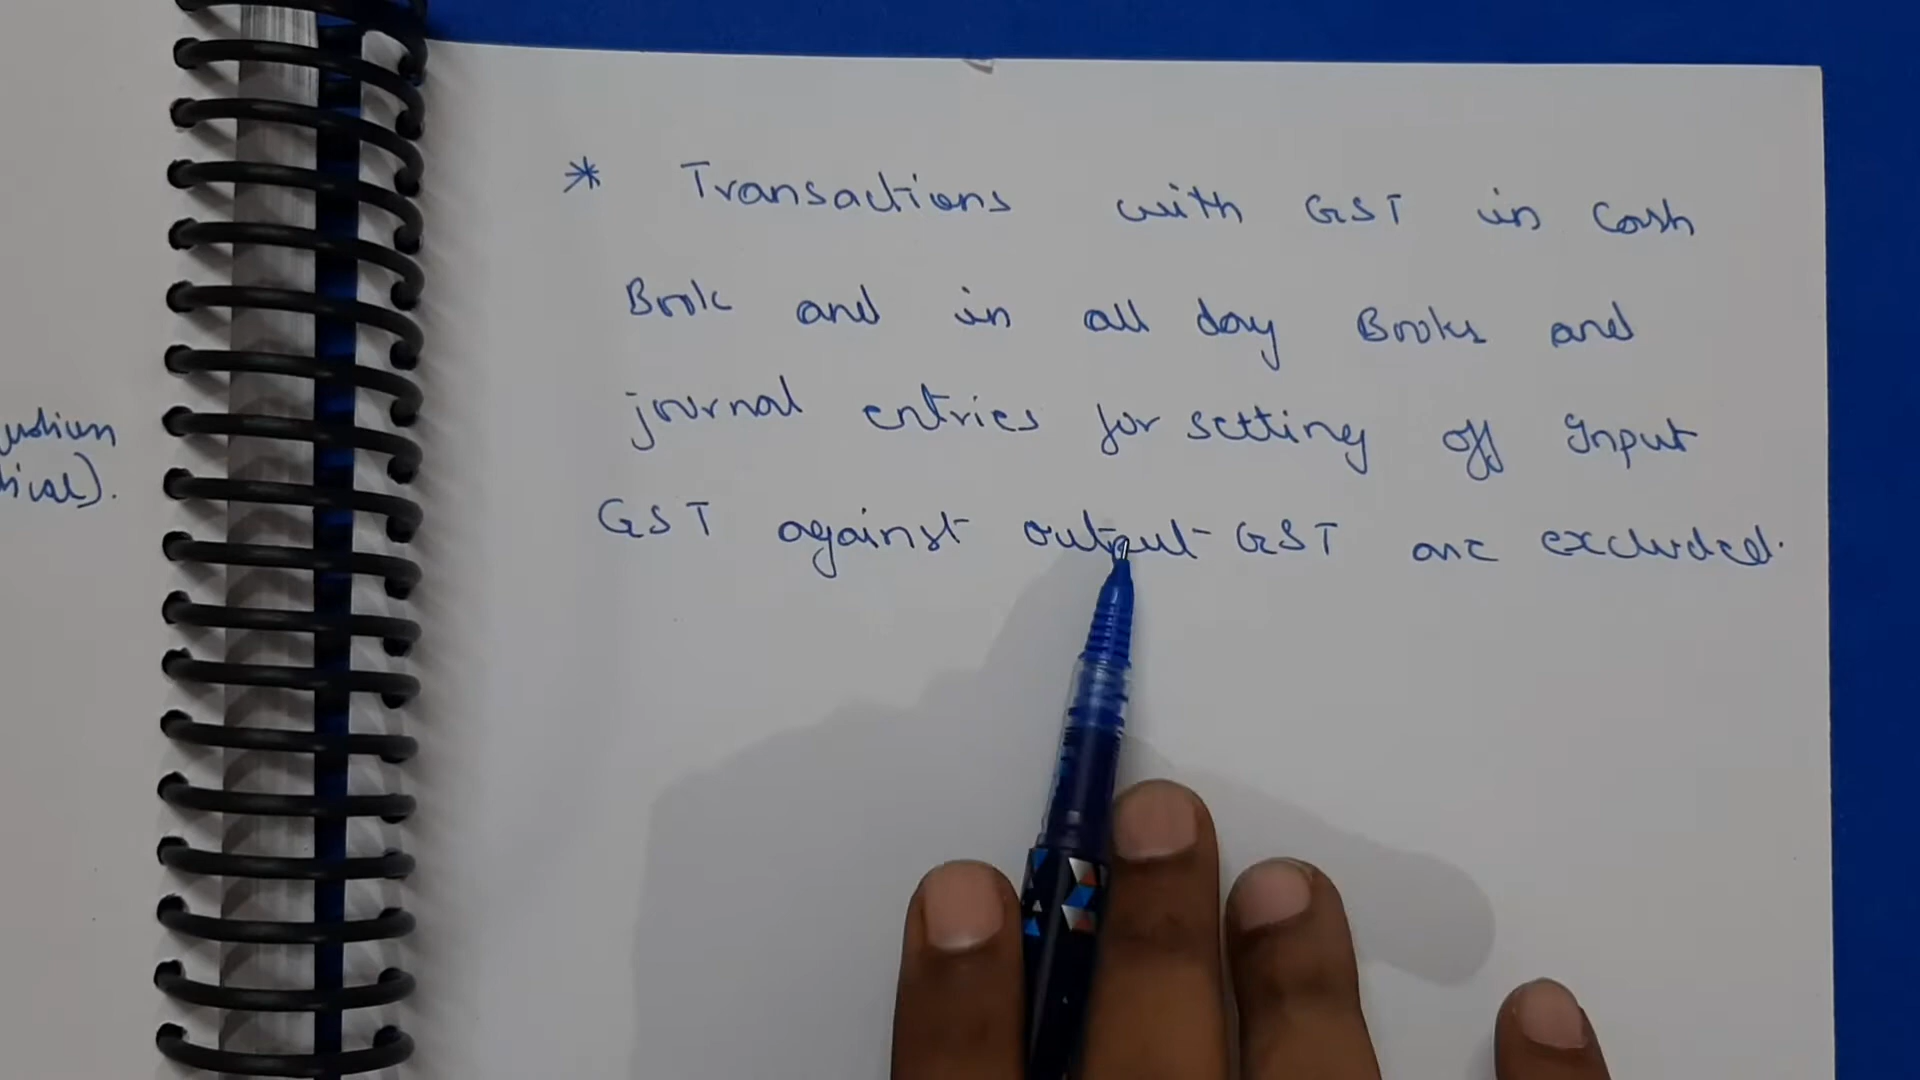 * Transactions with GST in Cash
Book and in all day Books and
journal entries for setting off Input
GST against output GST are excluded.